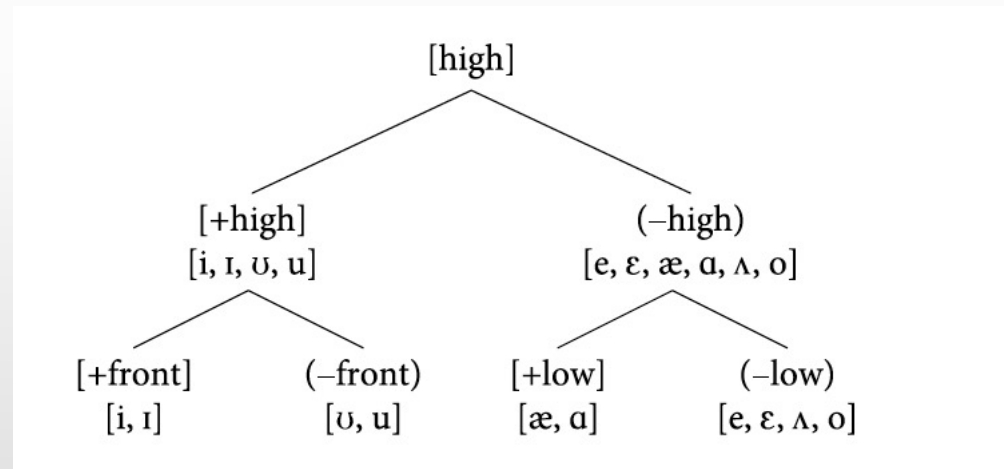 [high]
[+high] (–high)
[i, ɪ, ʊ, u] [e, ɛ, æ, ɑ, ʌ, o]
[+front] (–front) [+low] (–low)
[i, ɪ] [ʊ, u] [æ, ɑ] [e, ɛ, ʌ, o]